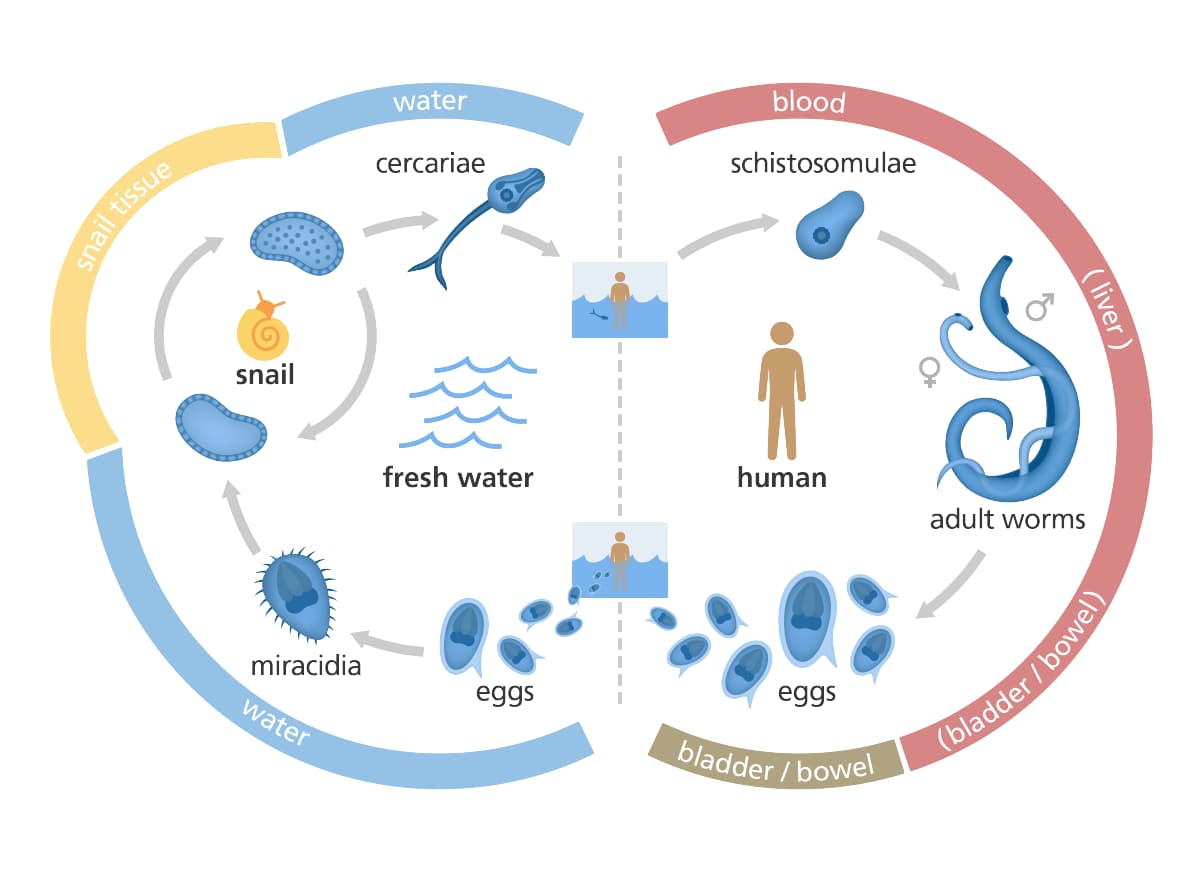 water
blood
cercariae
schistosomulae
snail tissue
( liver )
snail
♂
♀
fresh water
human
adult worms
miracidia
eggs
eggs
water
bladder / bowel
(bladder / bowel)